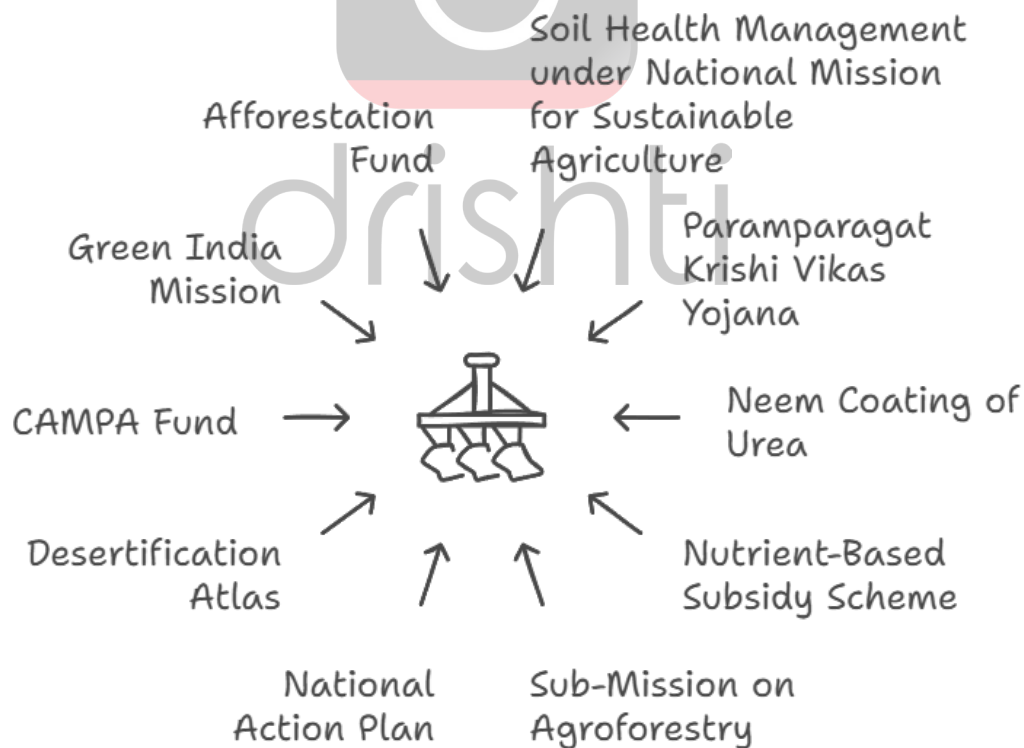 Soil Health Management
under National Mission
for Sustainable
Agriculture
Afforestation
Fund
drishti
Paramparagat
Krishi Vikas
Yojana
Green India
Mission
Neem Coating of
Urea
CAMPA Fund
Nutrient-Based
Subsidy Scheme
Desertification
Atlas
Sub-Mission on
Agroforestry
National
Action Plan